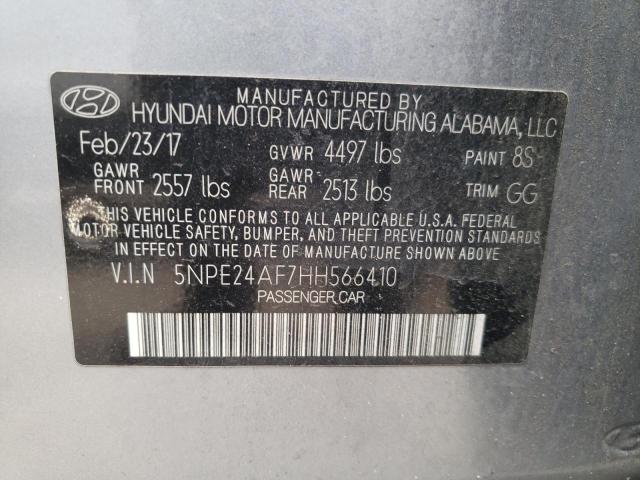 MANUFACTURED BY
HYUNDAI MOTOR MANUFACTURING ALABAMA, LLC
Feb/23/17 GVWR 4497 lbs PAINT 8S
GAWR FRONT 2557 lbs GAWR REAR 2513 lbs TRIM GG
THIS VEHICLE CONFORMS TO ALL APPLICABLE U.S.A. FEDERAL
MOTOR VEHICLE SAFETY, BUMPER, AND THEFT PREVENTION STANDARDS
IN EFFECT ON THE DATE OF MANUFACTURE SHOWN ABOVE
V.I.N 5NPE24AF7HH566410
PASSENGER CAR